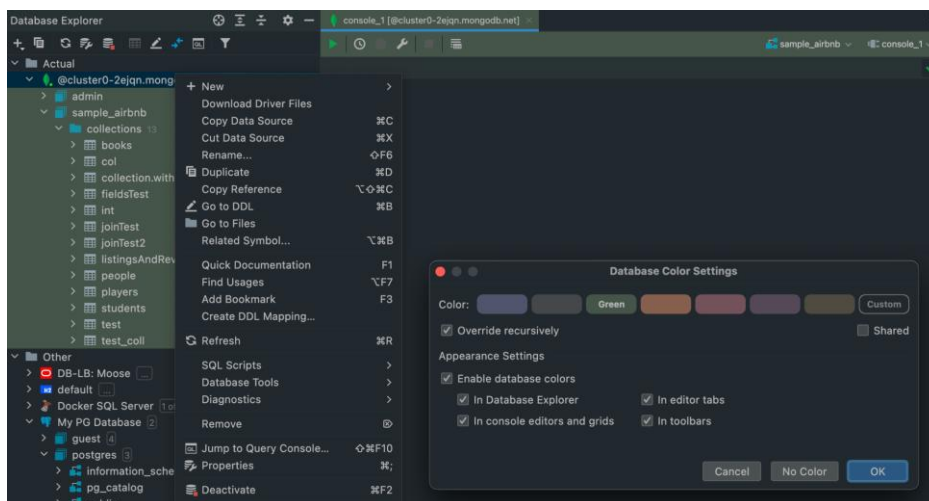 Database Explorer
console_1 [@cluster0-2ejqn.mongodb.net]
sample_airbnb
console_1
Actual
@cluster0-2ejqn.mong
admin
sample_airbnb
collections 13
books
col
collection.with
fieldsTest
int
joinTest
joinTest2
listingsAndRev
people
players
students
test
test_coll
Other
DB-LB: Moose ...
default ...
Docker SQL Server 1 of
My PG Database 2
guest 4
postgres 3
information_sche
pg_catalog
New
Download Driver Files
Copy Data Source ⌘C
Cut Data Source ⌘X
Rename... ⇧F6
Duplicate ⌘D
Copy Reference ⌥⇧⌘C
Go to DDL ⌘B
Go to Files
Related Symbol... ⌥⌘B
Quick Documentation F1
Find Usages ⌥F7
Add Bookmark F3
Create DDL Mapping...
Refresh ⌘R
SQL Scripts
Database Tools
Diagnostics
Remove ⌦
Jump to Query Console... ⇧⌘F10
Properties ⌘;
Deactivate ⌘F2
Database Color Settings
Color: Green Custom
Override recursively Shared
Appearance Settings
Enable database colors
In Database Explorer In editor tabs
In console editors and grids In toolbars
Cancel No Color OK